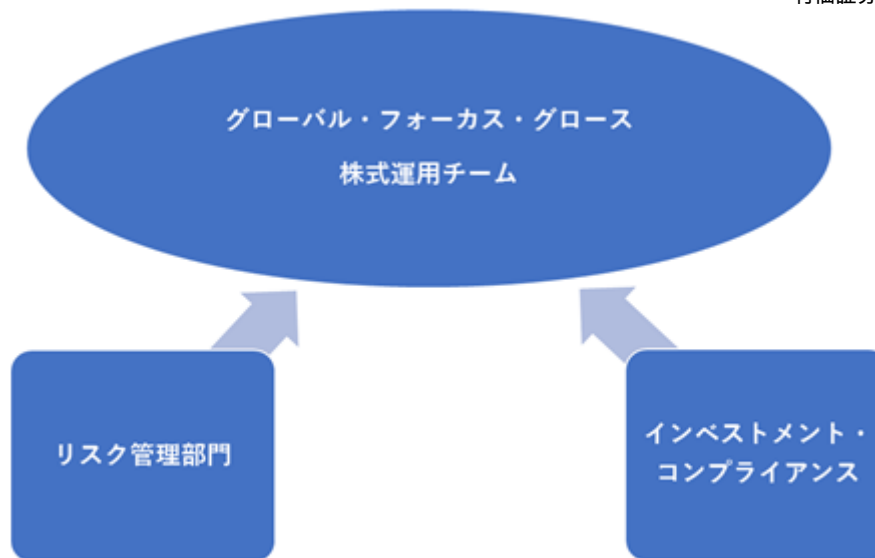 グローバル・フォーカス・グロース
株式運用チーム
リスク管理部門
インベストメント・
コンプライアンス